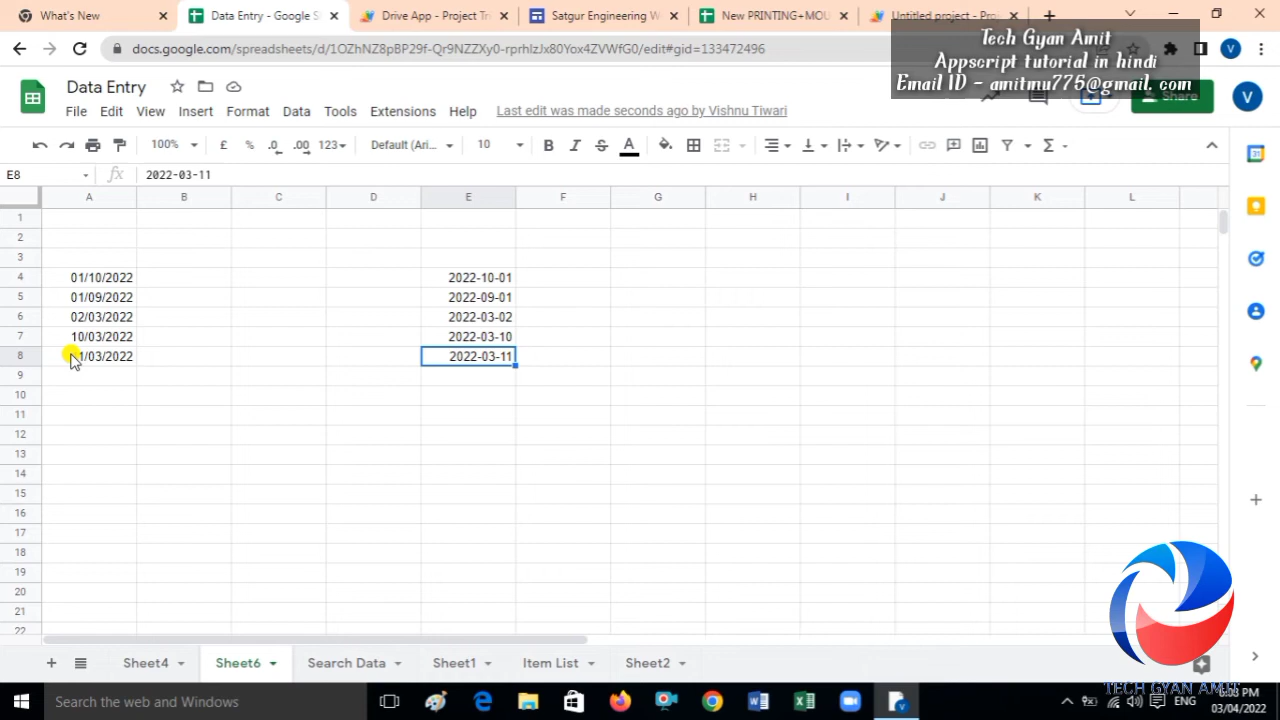 What's New
Data Entry - Google S
Drive App - Project Tr
Satgur Engineering W
New PRINTING+MOU
Untitled project - Pro
docs.google.com/spreadsheets/d/1OZhNZ8pBP29f-Qr9NZZXy0-rprhlzJx80Yox4ZVWfG0/edit#gid=133472496
Tech Gyan Amit
Appscript tutorial in hindi
Email ID - amitmu775@gmail. com
Data Entry
File Edit View Insert Format Data Tools Extensions Help Last edit was made seconds ago by Vishnu Tiwari
Share
V
100% £ % .0 .00 123 Default (Ari... 10 B I S A
E8 fx 2022-03-11
A B C D E F G H I J K L
1
2
3
4 01/10/2022 2022-10-01
5 01/09/2022 2022-09-01
6 02/03/2022 2022-03-02
7 10/03/2022 2022-03-10
8 1/03/2022 2022-03-11
9
10
11
12
13
14
15
16
17
18
19
20
21
22
Sheet4 Sheet6 Search Data Sheet1 Item List Sheet2
TECH GYAN AMIT
Search the web and Windows
ENG
6:03 PM
03/04/2022